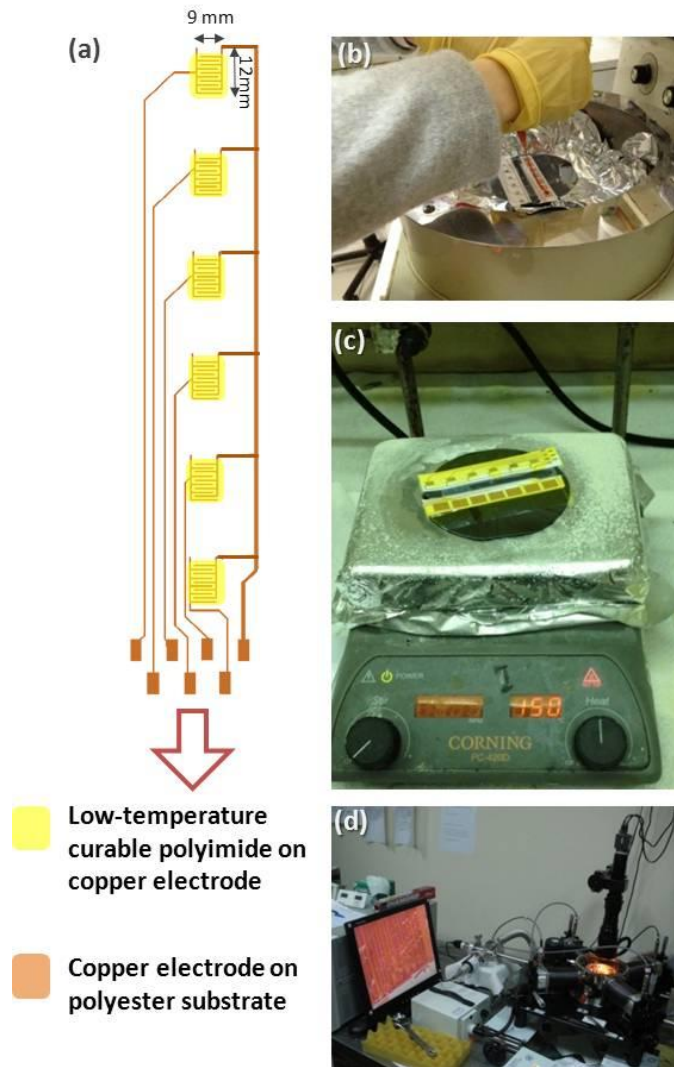 (a)
9 mm
12mm
Low-temperature
curable polyimide on
copper electrode
Copper electrode on
polyester substrate
(b)
(c)
POWER
Heat
150
CORNING
PC-420D
(d)